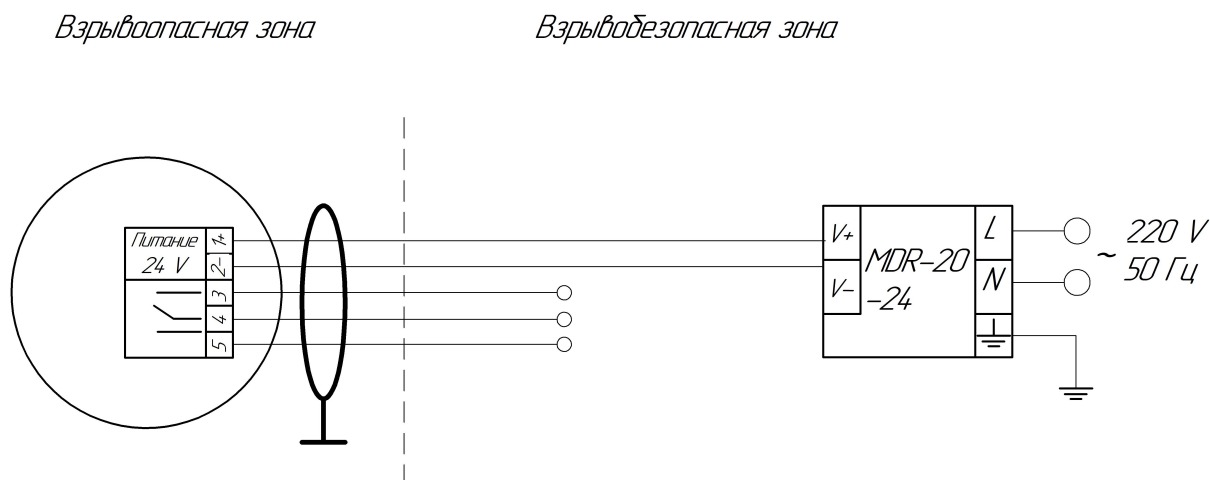 Взрывоопасная зона
Взрывобезопасная зона
Питание
24 V
1+
2-
3
4
5
V+
V-
MDR-20
-24
L
N
~ 220 V
50 Гц